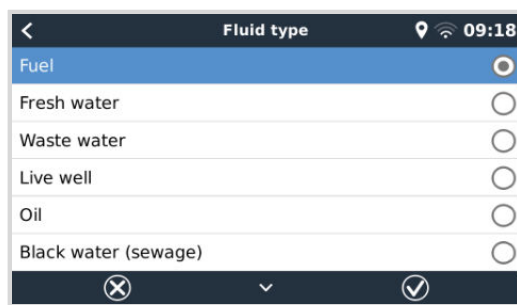 Fluid type 09:18
Fuel
Fresh water
Waste water
Live well
Oil
Black water (sewage)